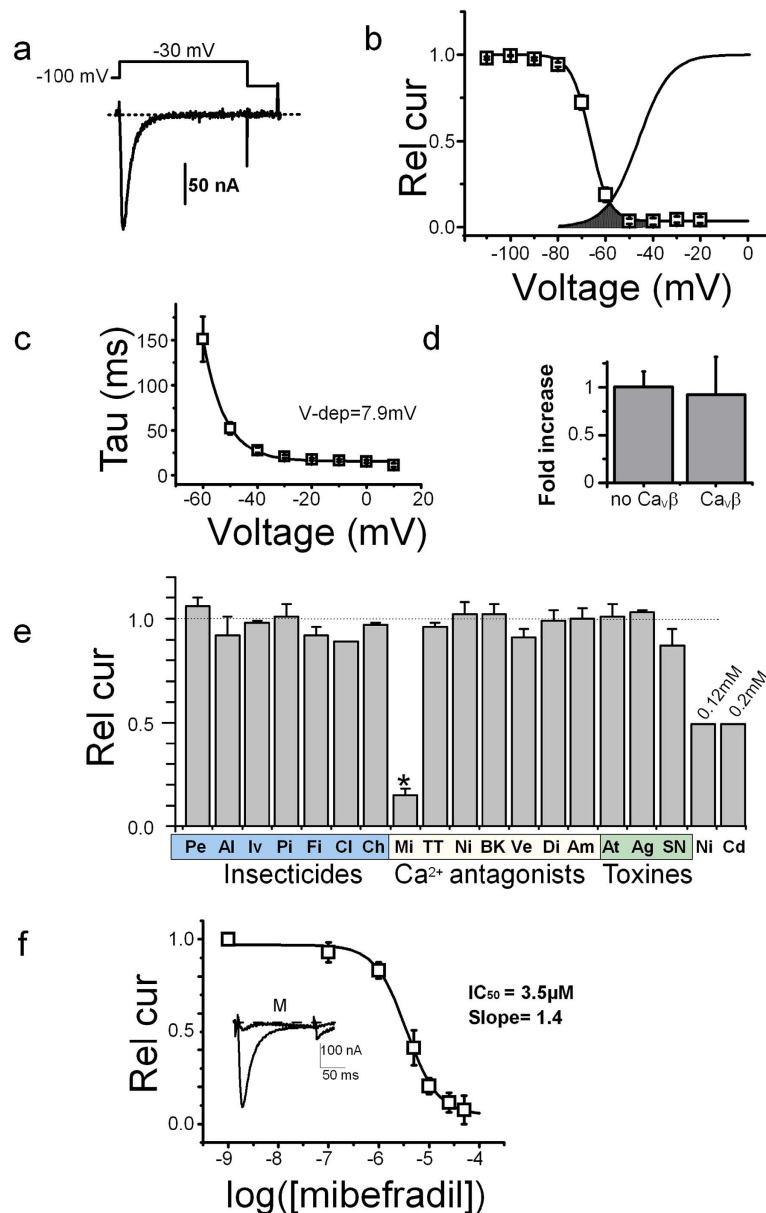 a
-30 mV
-100 mV
50 nA
b
Rel cur
1.0
0.5
0.0
-100 -80 -60 -40 -20 0
Voltage (mV)
c
Tau (ms)
150
100
50
0
V-dep=7.9mV
-60 -40 -20 0 20
Voltage (mV)
d
Fold increase
1
0.5
0
no CaVβ CaVβ
e
Rel cur
1.0
0.5
0.0
*
0.12mM
0.2mM
Pe Al Iv Pi Fi Cl Ch Mi TT Ni BK Ve Di Am At Ag SN Ni Cd
Insecticides Ca2+ antagonists Toxines
f
Rel cur
1.0
0.5
0.0
M
100 nA
50 ms
IC50 = 3.5µM
Slope= 1.4
-9 -8 -7 -6 -5 -4
log([mibefradil])